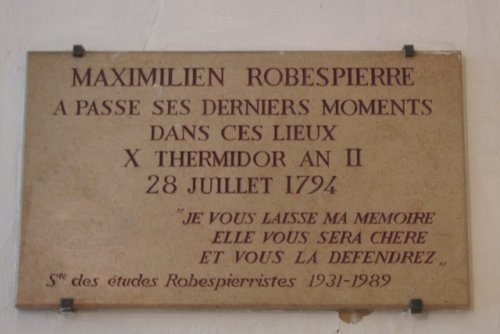 MAXIMILIEN ROBESPIERRE
A PASSE SES DERNIERS MOMENTS
DANS CES LIEUX
X THERMIDOR AN II
28 JUILLET 1794
"JE VOUS LAISSE MA MEMOIRE
ELLE VOUS SERA CHERE
ET VOUS LA DEFENDREZ„
Sté des études Robespierristes 1931-1989